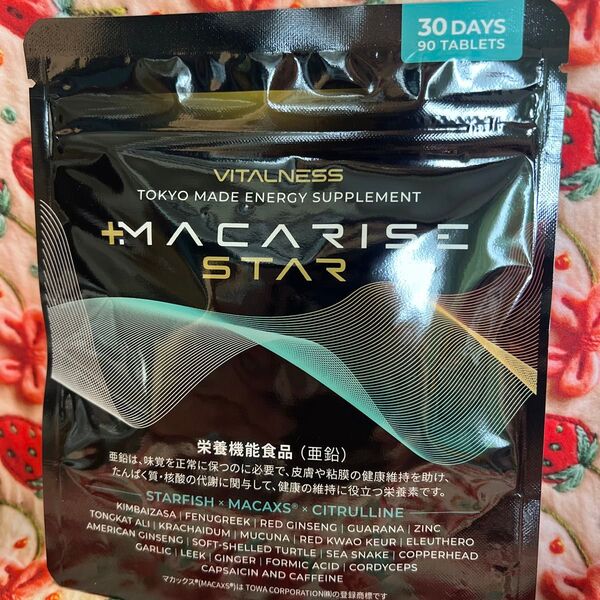 30 DAYS
90 TABLETS
VITALNESS
TOKYO MADE ENERGY SUPPLEMENT
+MACARISE
STAR
栄養機能食品（亜鉛）
亜鉛は、味覚を正常に保つのに必要で、皮膚や粘膜の健康維持を助け、
たんぱく質・核酸の代謝に関与して、健康の維持に役立つ栄養素です。
STARFISH × MACAXS® × CITRULLINE
KIMBAIZASA | FENUGREEK | RED GINSENG | GUARANA | ZINC
TONGKAT ALI | KRACHAIDUM | MUCUNA | RED KWAO KEUR | ELEUTHERO
AMERICAN GINSENG | SOFT-SHELLED TURTLE | SEA SNAKE | COPPERHEAD
GARLIC | LEEK | GINGER | FORMIC ACID | CORDYCEPS
CAPSAICIN AND CAFFEINE
マカックス®(MACAXS®)は TOWA CORPORATION㈱の登録商標です